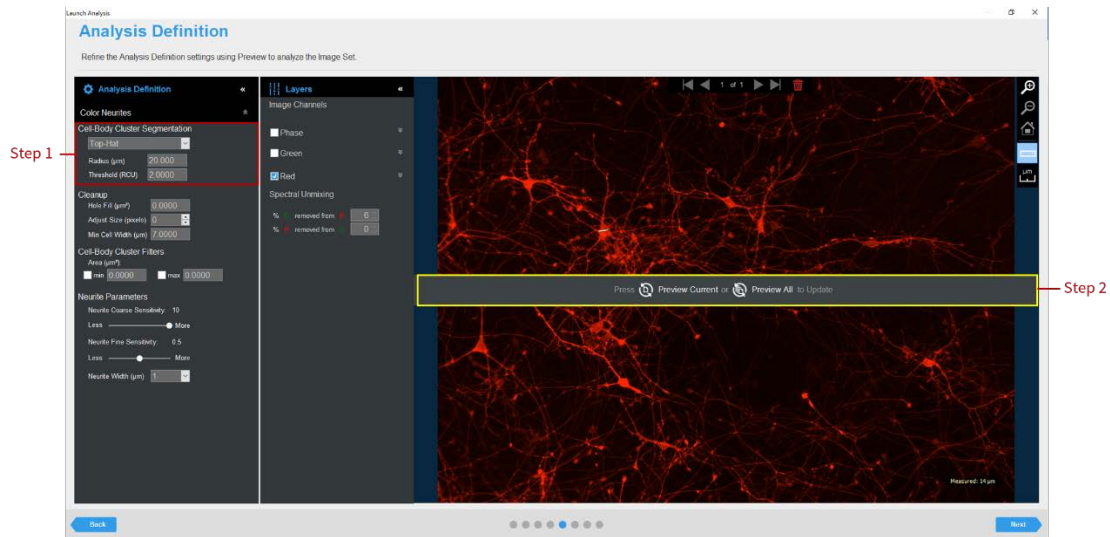 Launch Analysis
Analysis Definition
Refine the Analysis Definition settings using Preview to analyze the Image Set.
Analysis Definition «
Color Neurites
Step 1
Cell-Body Cluster Segmentation
Top-Hat
Radius (µm) 20.000
Threshold (RCU) 2.0000
Cleanup
Hole Fill (µm²) 0.0000
Adjust Size (pixels) 0
Min Cell Width (µm) 7.0000
Cell-Body Cluster Filters
Area (µm²):
min 0.0000 max 0.0000
Neurite Parameters
Neurite Coarse Sensitivity: 10
Less More
Neurite Fine Sensitivity: 0.5
Less More
Neurite Width (µm) 1
Layers «
Image Channels
Phase
Green
Red
Spectral Unmixing
% removed from 6
% removed from 0
1 of 1
µm
Press Preview Current or Preview All to Update
Step 2
Measured: 14 µm
Back
Next